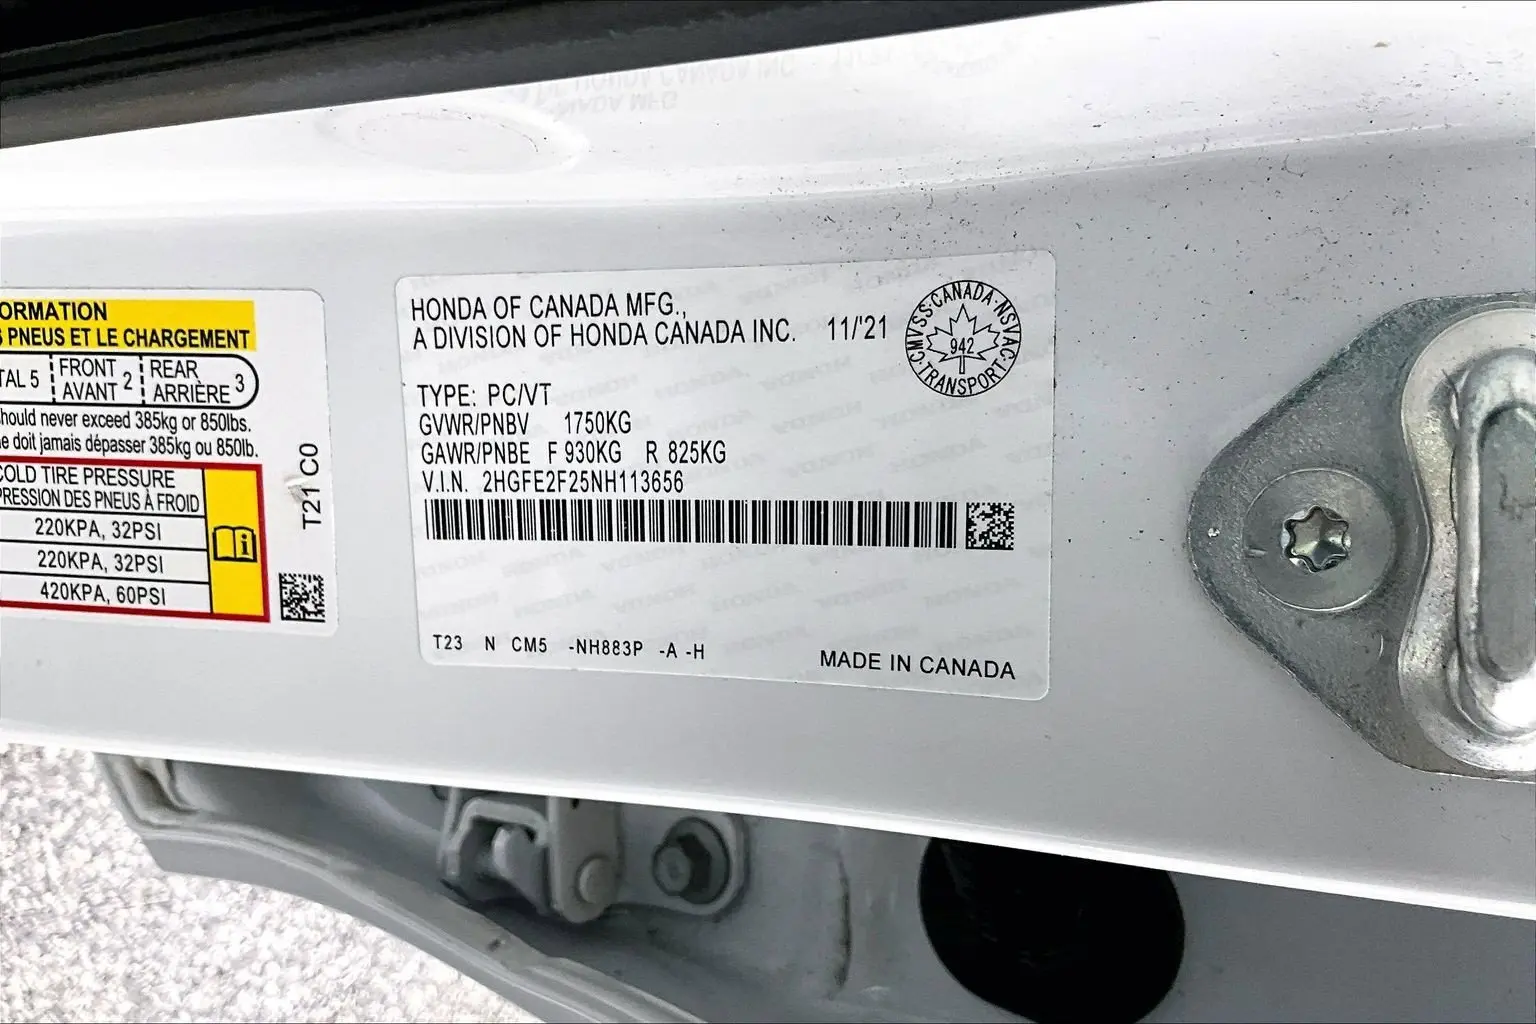 ORMATION
S PNEUS ET LE CHARGEMENT
TAL 5 FRONT AVANT 2 REAR ARRIÈRE 3
hould never exceed 385kg or 850lbs.
e doit jamais dépasser 385kg ou 850lb.
COLD TIRE PRESSURE
PRESSION DES PNEUS À FROID
220KPA, 32PSI
220KPA, 32PSI
420KPA, 60PSI
T21 C0
HONDA OF CANADA MFG.,
A DIVISION OF HONDA CANADA INC. 11/'21
CANADA · NSVAC · TRANSPORT · CMVSS
942
TYPE: PC/VT
GVWR/PNBV 1750KG
GAWR/PNBE F 930KG R 825KG
V.I.N. 2HGFE2F25NH113656
T23 N CM5 -NH883P -A -H
MADE IN CANADA